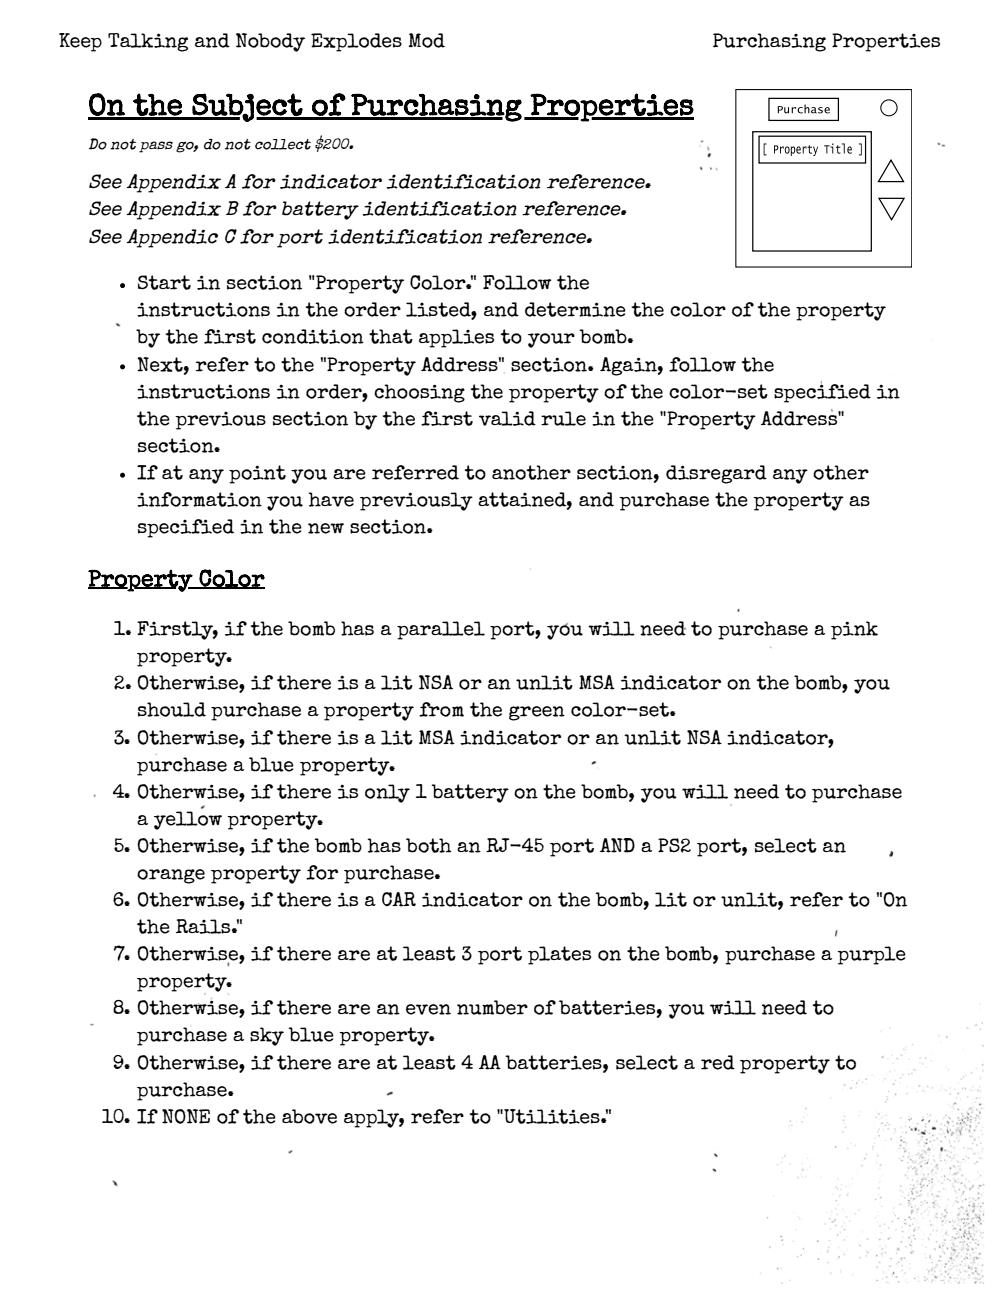 Keep Talking and Nobody Explodes Mod
Purchasing Properties
On the Subject of Purchasing Properties
Do not pass go, do not collect $200.
See Appendix A for indicator identification reference.
See Appendix B for battery identification reference.
See Appendic C for port identification reference.
Purchase
[ Property Title ]
• Start in section "Property Color." Follow the
instructions in the order listed, and determine the color of the property
by the first condition that applies to your bomb.
• Next, refer to the "Property Address" section. Again, follow the
instructions in order, choosing the property of the color-set specified in
the previous section by the first valid rule in the "Property Address"
section.
• If at any point you are referred to another section, disregard any other
information you have previously attained, and purchase the property as
specified in the new section.
Property Color
1. Firstly, if the bomb has a parallel port, you will need to purchase a pink
property.
2. Otherwise, if there is a lit NSA or an unlit MSA indicator on the bomb, you
should purchase a property from the green color-set.
3. Otherwise, if there is a lit MSA indicator or an unlit NSA indicator,
purchase a blue property.
4. Otherwise, if there is only 1 battery on the bomb, you will need to purchase
a yellow property.
5. Otherwise, if the bomb has both an RJ-45 port AND a PS2 port, select an
orange property for purchase.
6. Otherwise, if there is a CAR indicator on the bomb, lit or unlit, refer to "On
the Rails."
7. Otherwise, if there are at least 3 port plates on the bomb, purchase a purple
property.
8. Otherwise, if there are an even number of batteries, you will need to
purchase a sky blue property.
9. Otherwise, if there are at least 4 AA batteries, select a red property to
purchase.
10. If NONE of the above apply, refer to "Utilities."